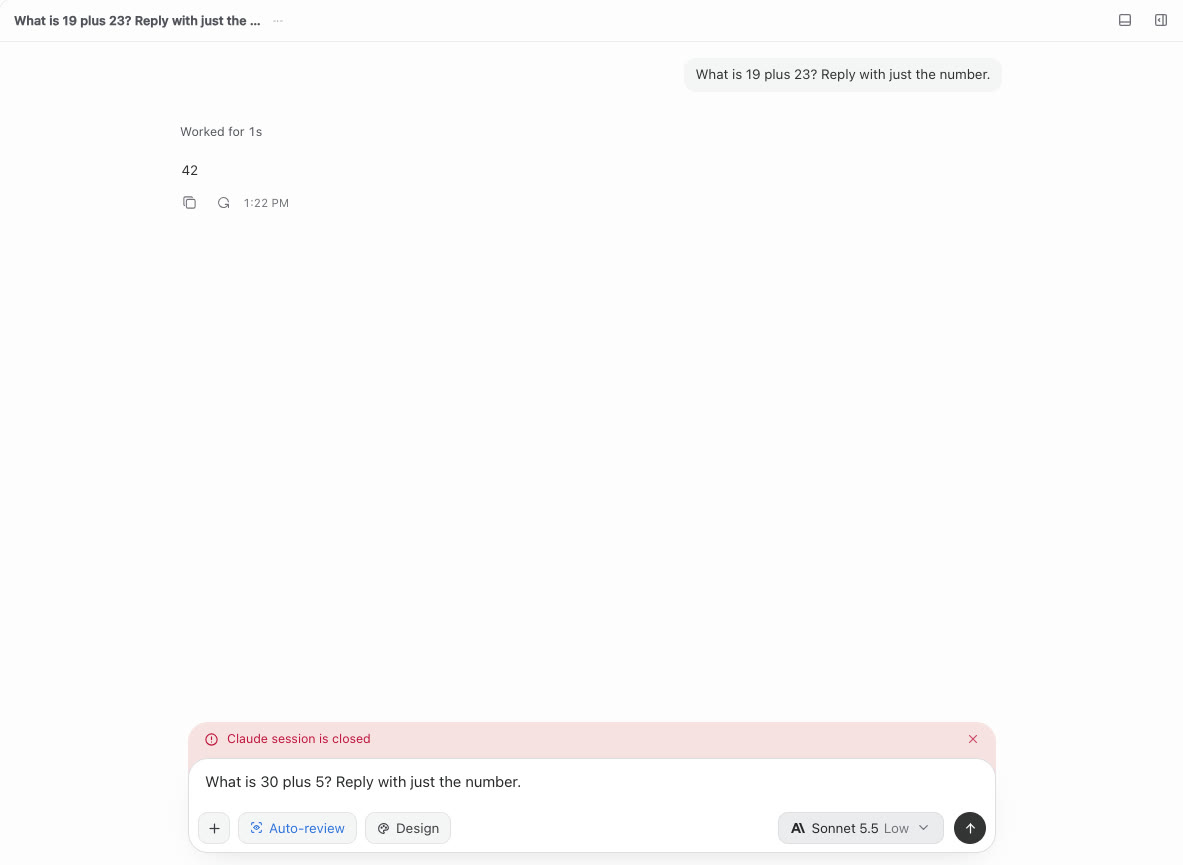 What is 19 plus 23? Reply with just the ...
What is 19 plus 23? Reply with just the number.
Worked for 1s
42
1:22 PM
Claude session is closed
What is 30 plus 5? Reply with just the number.
Auto-review
Design
Sonnet 5.5 Low